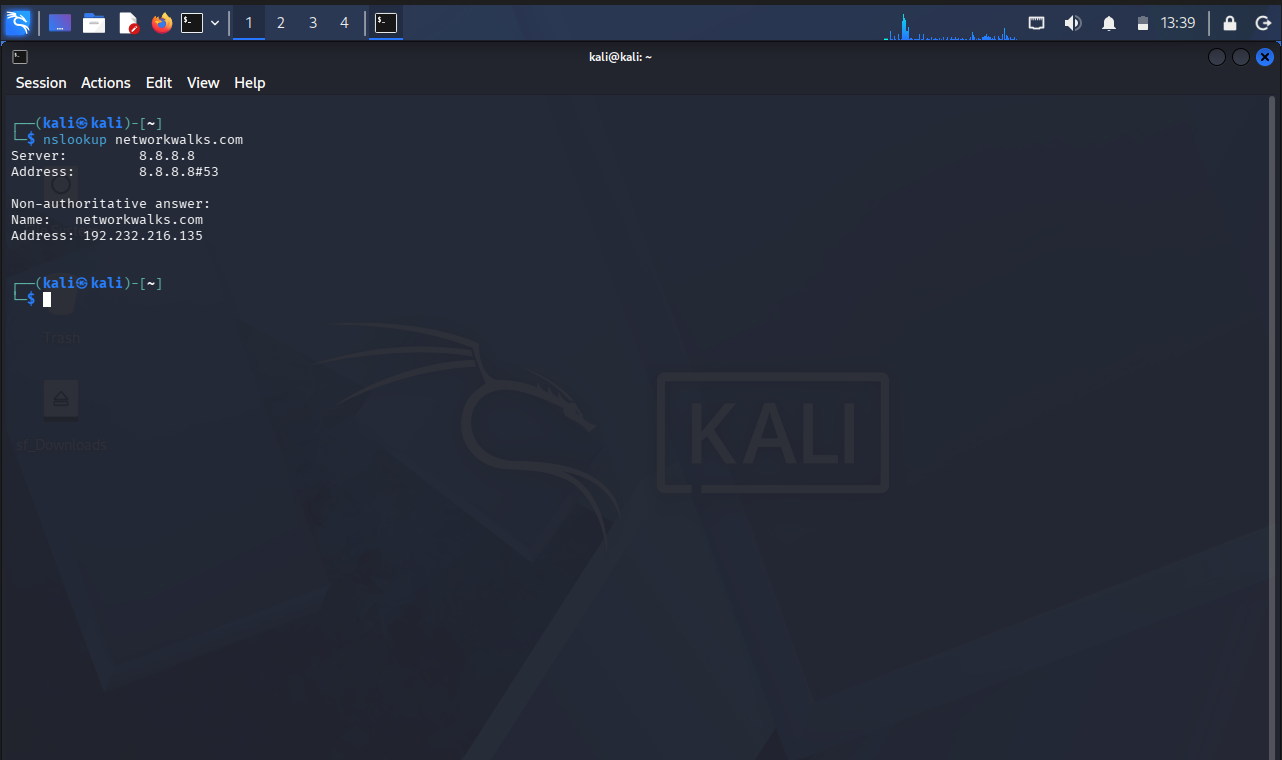 1 2 3 4 13:39
kali@kali: ~
Session Actions Edit View Help
┌──(kali㉿kali)-[~]
└─$ nslookup networkwalks.com
Server:         8.8.8.8
Address:        8.8.8.8#53
Non-authoritative answer:
Name:   networkwalks.com
Address: 192.232.216.135
┌──(kali㉿kali)-[~]
└─$
Trash
st_Downloads
KALI